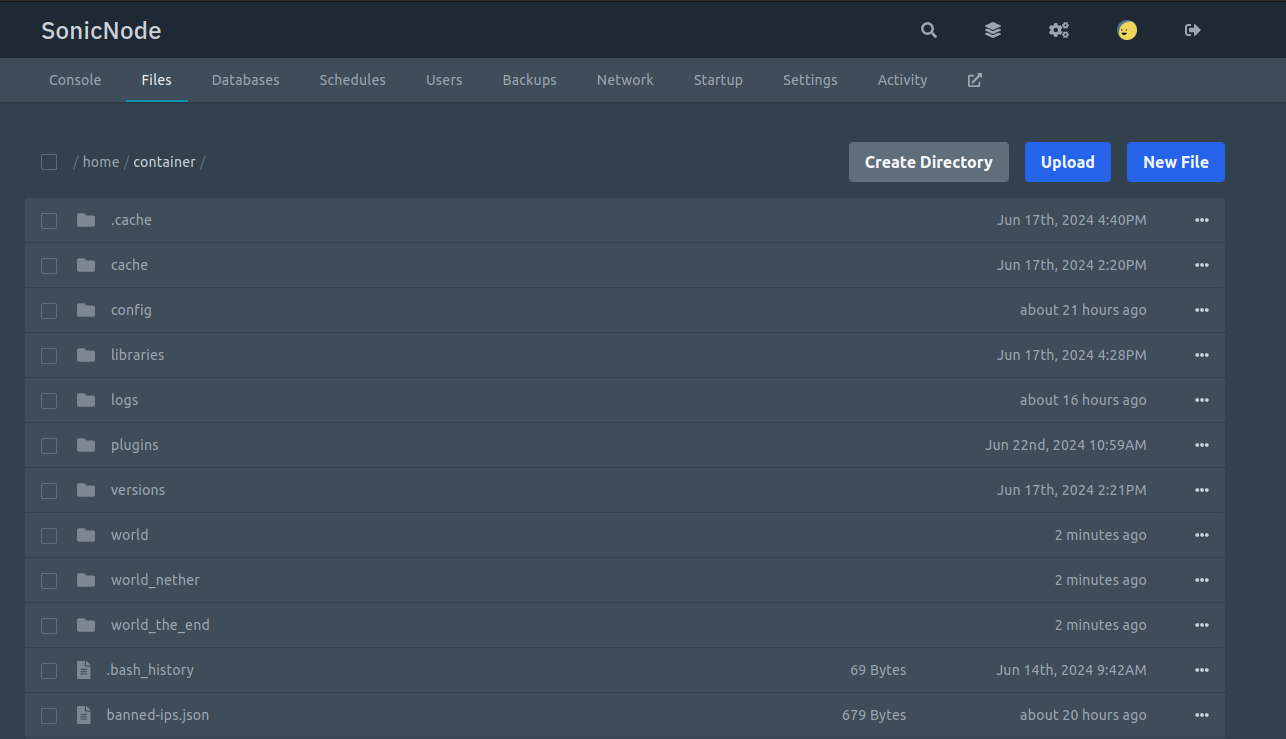 SonicNode
Console Files Databases Schedules Users Backups Network Startup Settings Activity
/ home / container / Create Directory Upload New File
.cache Jun 17th, 2024 4:40PM
cache Jun 17th, 2024 2:20PM
config about 21 hours ago
libraries Jun 17th, 2024 4:28PM
logs about 16 hours ago
plugins Jun 22nd, 2024 10:59AM
versions Jun 17th, 2024 2:21PM
world 2 minutes ago
world_nether 2 minutes ago
world_the_end 2 minutes ago
.bash_history 69 Bytes Jun 14th, 2024 9:42AM
banned-ips.json 679 Bytes about 20 hours ago